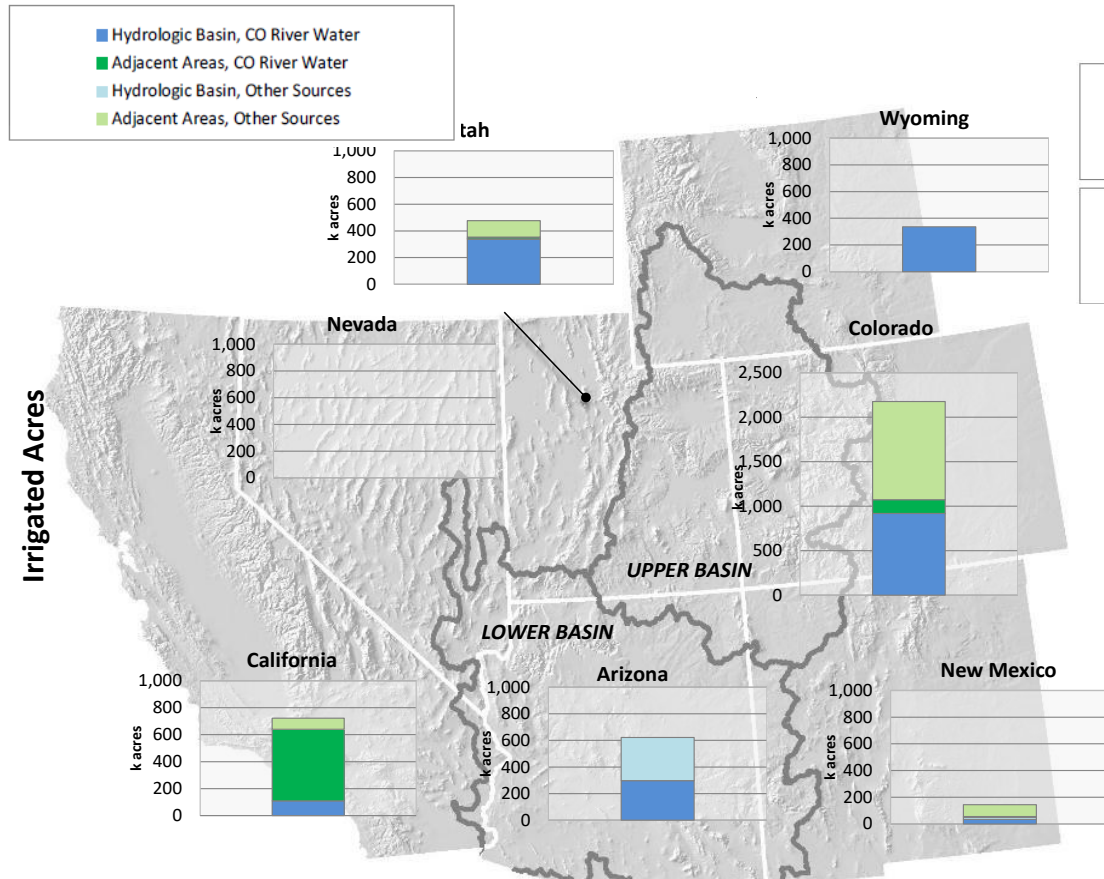 Hydrologic Basin, CO River Water
Adjacent Areas, CO River Water
Hydrologic Basin, Other Sources
Adjacent Areas, Other Sources
tah
1,000
800
600
400
200
0
k acres
Wyoming
1,000
800
600
400
200
0
k acres
Nevada
1,000
800
600
400
200
0
k acres
Colorado
2,500
2,000
1,500
1,000
500
0
k acres
Irrigated Acres
UPPER BASIN
LOWER BASIN
California
1,000
800
600
400
200
0
k acres
Arizona
1,000
800
600
400
200
0
k acres
New Mexico
1,000
800
600
400
200
0
k acres